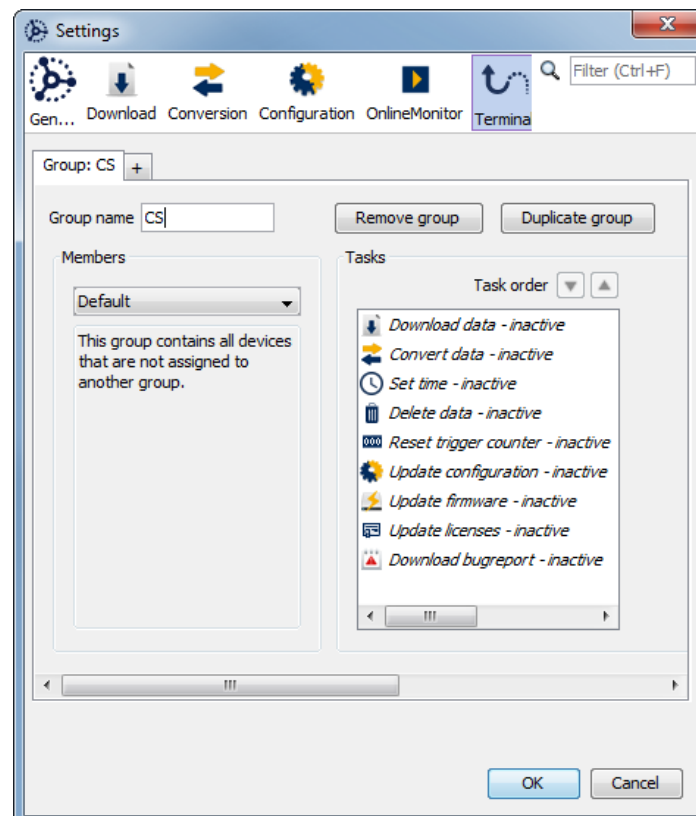 Settings
Filter (Ctrl+F)
Gen... Download Conversion Configuration OnlineMonitor Termina
Group: CS +
Group name CS Remove group Duplicate group
Members Tasks
Task order
Default
This group contains all devices
that are not assigned to
another group.
Download data - inactive
Convert data - inactive
Set time - inactive
Delete data - inactive
000 Reset trigger counter - inactive
Update configuration - inactive
Update firmware - inactive
Update licenses - inactive
Download bugreport - inactive
OK Cancel